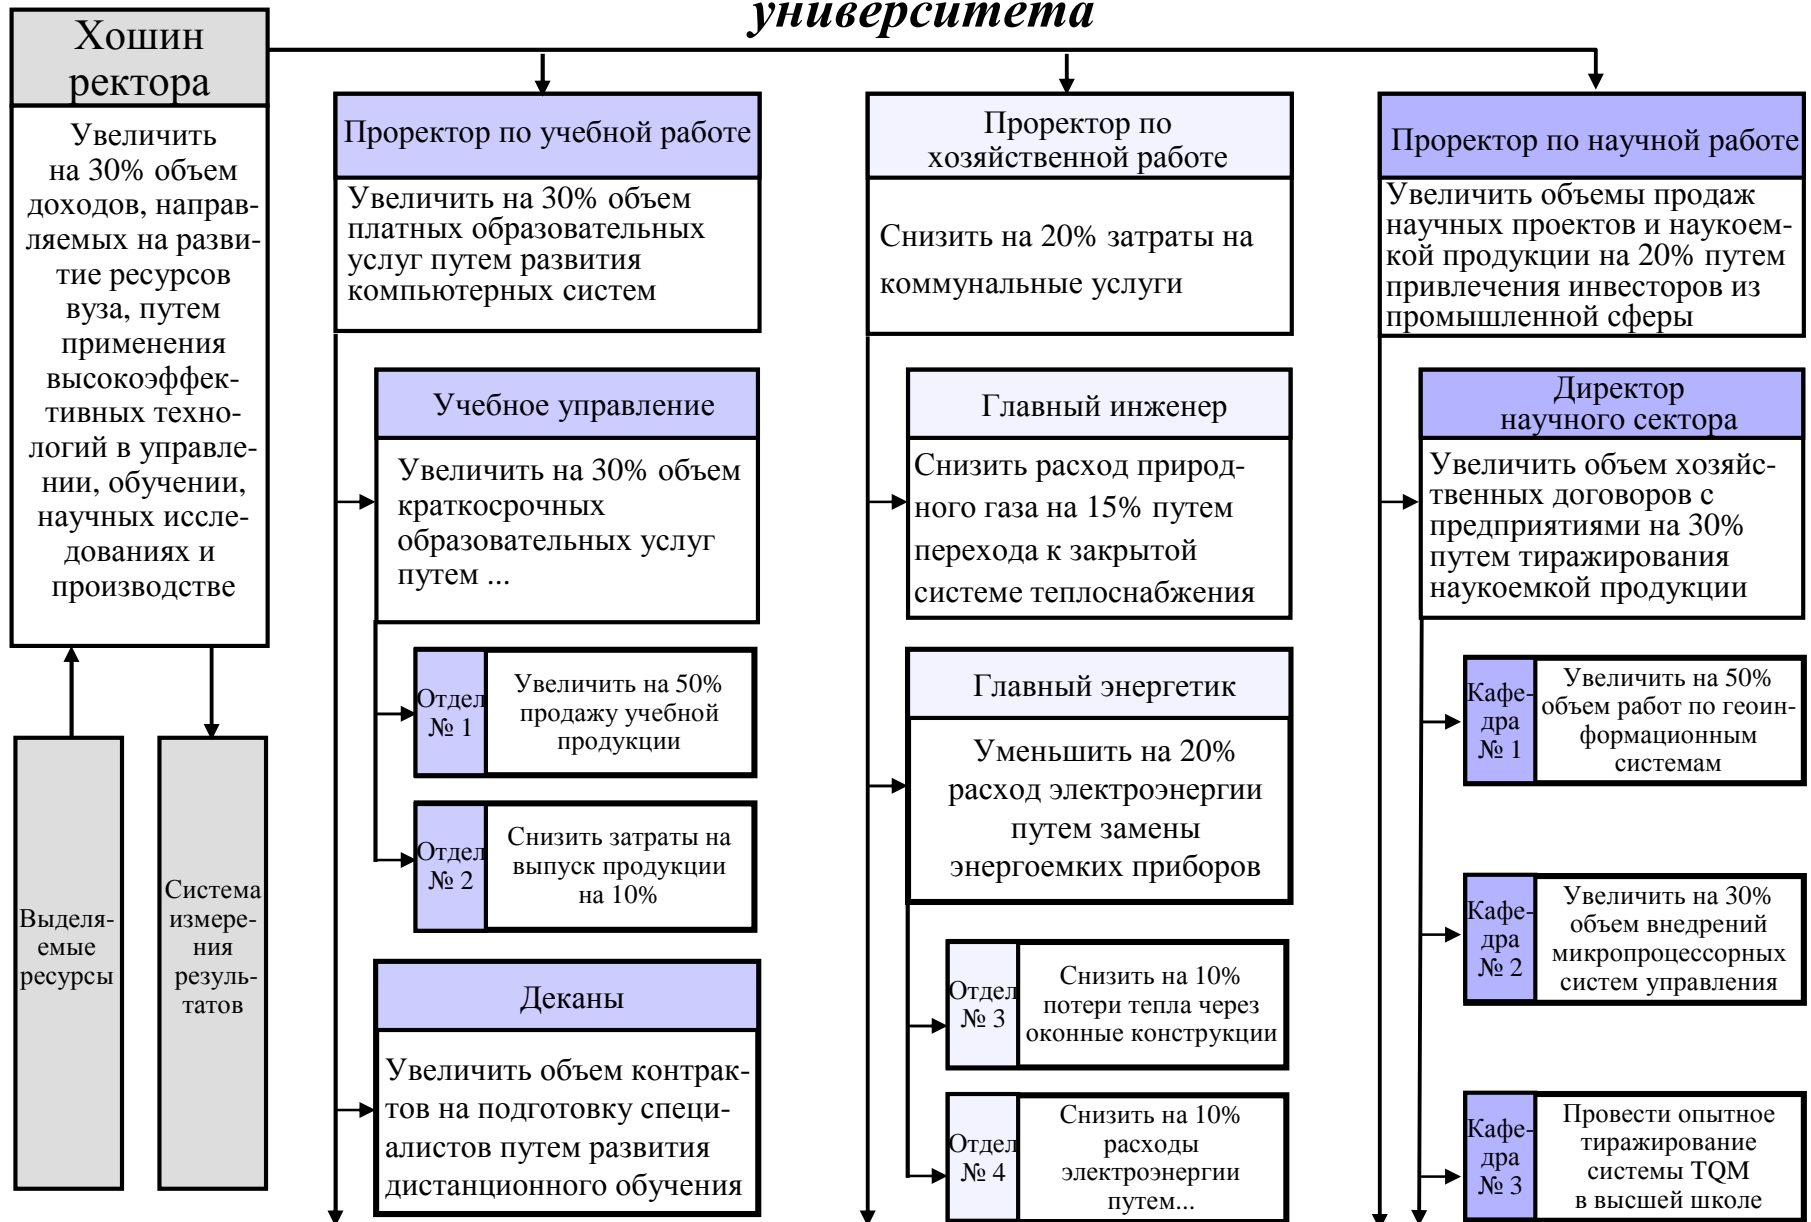 университета
Хошин
ректора
Увеличить
на 30% объем
доходов, направ-
ляемых на разви-
тие ресурсов
вуза, путем
применения
высокоэффек-
тивных техно-
логий в управле-
нии, обучении,
научных иссле-
дованиях и
производстве
Выделя-
емые
ресурсы
Система
измере-
ния
резуль-
татов
Проректор по учебной работе
Увеличить на 30% объем
платных образовательных
услуг путем развития
компьютерных систем
Учебное управление
Увеличить на 30% объем
краткосрочных
образовательных услуг
путем ...
Отдел
№ 1
Увеличить на 50%
продажу учебной
продукции
Отдел
№ 2
Снизить затраты на
выпуск продукции
на 10%
Деканы
Увеличить объем контрак-
тов на подготовку специ-
алистов путем развития
дистанционного обучения
Проректор по
хозяйственной работе
Снизить на 20% затраты на
коммунальные услуги
Главный инженер
Снизить расход природ-
ного газа на 15% путем
перехода к закрытой
системе теплоснабжения
Главный энергетик
Уменьшить на 20%
расход электроэнергии
путем замены
энергоемких приборов
Отдел
№ 3
Снизить на 10%
потери тепла через
оконные конструкции
Отдел
№ 4
Снизить на 10%
расходы
электроэнергии
путем...
Проректор по научной работе
Увеличить объемы продаж
научных проектов и наукоем-
кой продукции на 20% путем
привлечения инвесторов из
промышленной сферы
Директор
научного сектора
Увеличить объем хозяйс-
твенных договоров с
предприятиями на 30%
путем тиражирования
наукоемкой продукции
Кафе-
дра
№ 1
Увеличить на 50%
объем работ по геоин-
формационным
системам
Кафе-
дра
№ 2
Увеличить на 30%
объем внедрений
микропроцессорных
систем управления
Кафе-
дра
№ 3
Провести опытное
тиражирование
системы TQM
в высшей школе